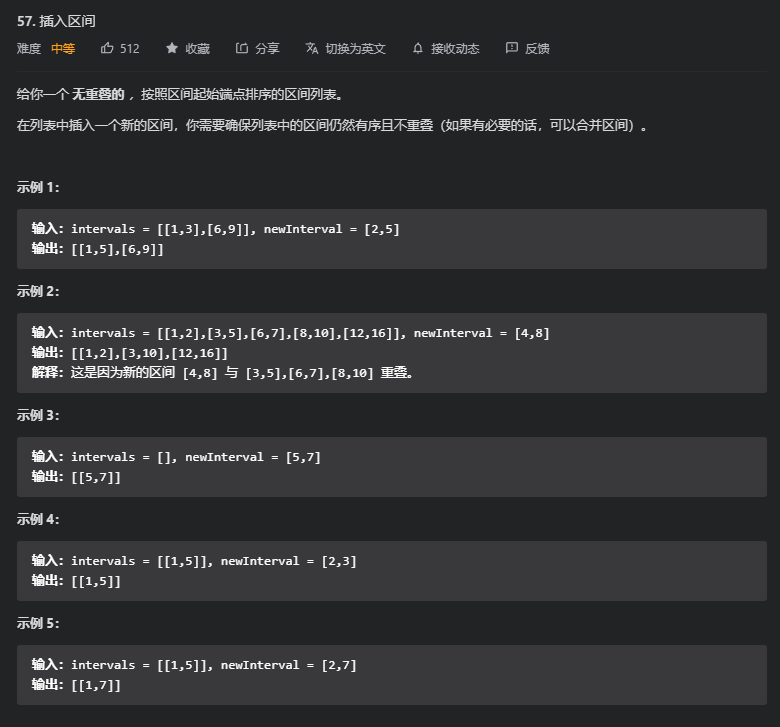 57. 插入区间
难度 中等 512 收藏 分享 切换为英文 接收动态 反馈
给你一个 无重叠的 ，按照区间起始端点排序的区间列表。
在列表中插入一个新的区间，你需要确保列表中的区间仍然有序且不重叠（如果有必要的话，可以合并区间）。
示例 1：
输入：intervals = [[1,3],[6,9]], newInterval = [2,5]
输出：[[1,5],[6,9]]
示例 2：
输入：intervals = [[1,2],[3,5],[6,7],[8,10],[12,16]], newInterval = [4,8]
输出：[[1,2],[3,10],[12,16]]
解释：这是因为新的区间 [4,8] 与 [3,5],[6,7],[8,10] 重叠。
示例 3：
输入：intervals = [], newInterval = [5,7]
输出：[[5,7]]
示例 4：
输入：intervals = [[1,5]], newInterval = [2,3]
输出：[[1,5]]
示例 5：
输入：intervals = [[1,5]], newInterval = [2,7]
输出：[[1,7]]